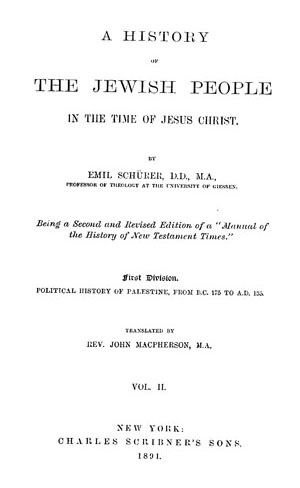 A HISTORY
OF
THE JEWISH PEOPLE
IN THE TIME OF JESUS CHRIST.
BY
EMIL SCHÜRER, D.D., M.A.,
PROFESSOR OF THEOLOGY AT THE UNIVERSITY OF GIESSEN.
Being a Second and Revised Edition of a "Manual of
the History of New Testament Times."
First Division.
POLITICAL HISTORY OF PALESTINE, FROM B.C. 175 TO A.D. 135.
TRANSLATED BY
REV. JOHN MACPHERSON, M.A.
VOL. II.
NEW YORK:
CHARLES SCRIBNER'S SONS.
1891.